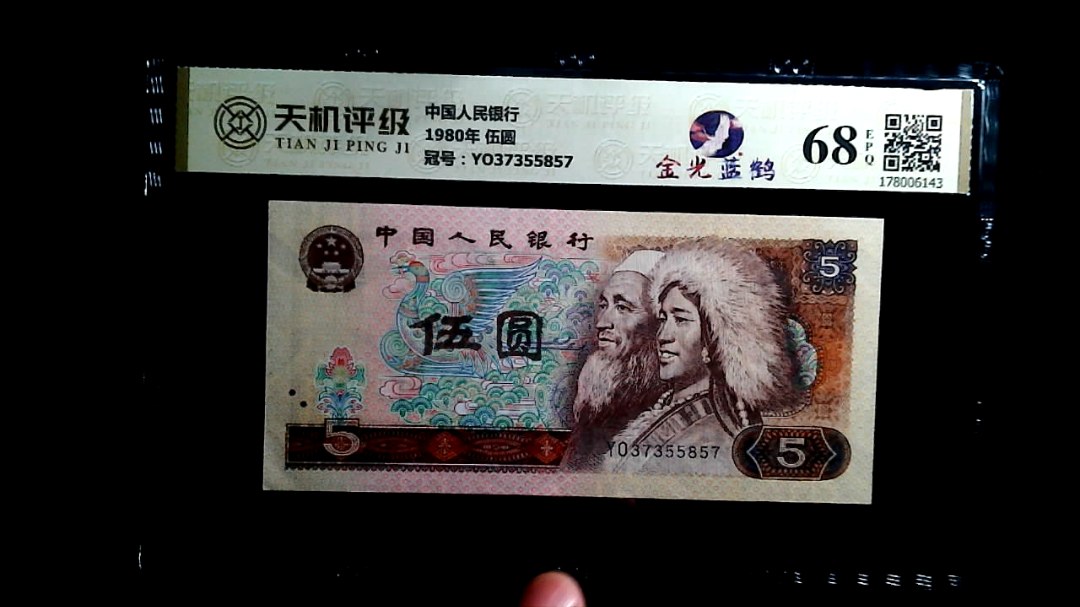 天机评级
TIAN JI PING JI
中国人民银行
1980年 伍圆
冠号：YO37355857
金光蓝鹤
68
EPQ
178006143
中国人民银行
5
伍圆
5
YO37355857
5